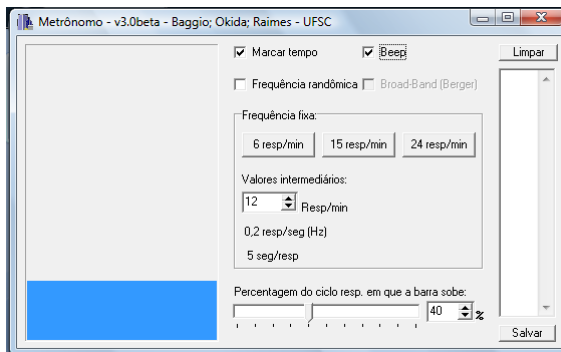 Metrônomo - v3.0beta - Baggio; Okida; Raimes - UFSC
Marcar tempo Beep Limpar
Frequência randômica Broad-Band (Berger)
Frequência fixa:
6 resp/min 15 resp/min 24 resp/min
Valores intermediários:
12 Resp/min
0,2 resp/seg (Hz)
5 seg/resp
Percentagem do ciclo resp. em que a barra sobe:
40 %
Salvar